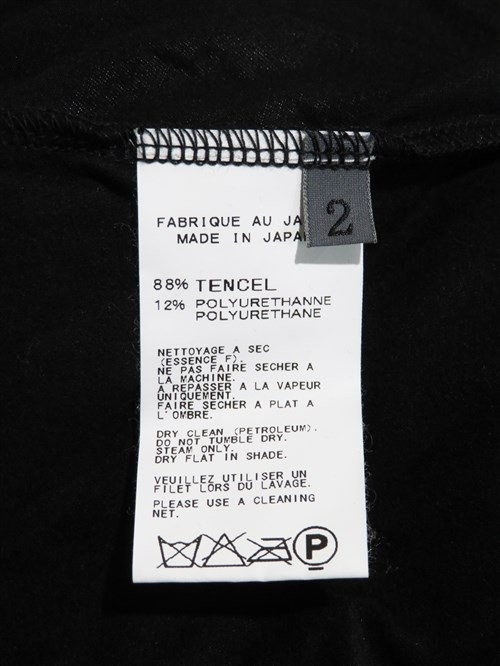 2
FABRIQUE AU JA
MADE IN JAPA
88% TENCEL
12% POLYURETHANNE
POLYURETHANE
NETTOYAGE A SEC
(ESSENCE F).
NE PAS FAIRE SECHER A
LA MACHINE.
A REPASSER A LA VAPEUR
UNIQUEMENT.
FAIRE SECHER A PLAT A
L'OMBRE.
DRY CLEAN (PETROLEUM).
DO NOT TUMBLE DRY.
STEAM ONLY.
DRY FLAT IN SHADE.
VEUILLEZ UTILISER UN
FILET LORS DU LAVAGE.
PLEASE USE A CLEANING
NET.
P